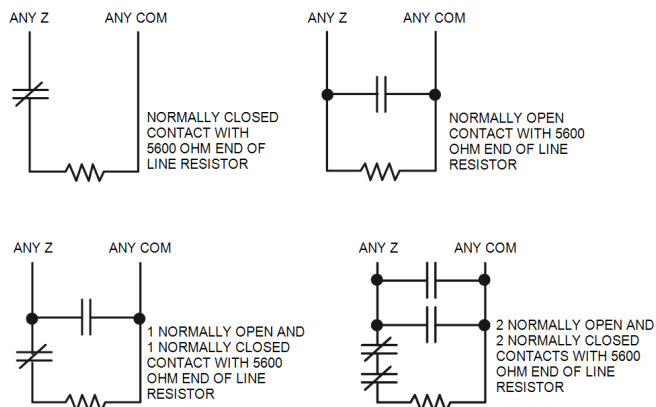 ANY Z ANY COM
NORMALLY CLOSED
CONTACT WITH
5600 OHM END OF
LINE RESISTOR
ANY Z ANY COM
NORMALLY OPEN
CONTACT WITH 5600
OHM END OF LINE
RESISTOR
ANY Z ANY COM
1 NORMALLY OPEN AND
1 NORMALLY CLOSED
CONTACT WITH 5600
OHM END OF LINE
RESISTOR
ANY Z ANY COM
2 NORMALLY OPEN AND
2 NORMALLY CLOSED
CONTACTS WITH 5600
OHM END OF LINE
RESISTOR